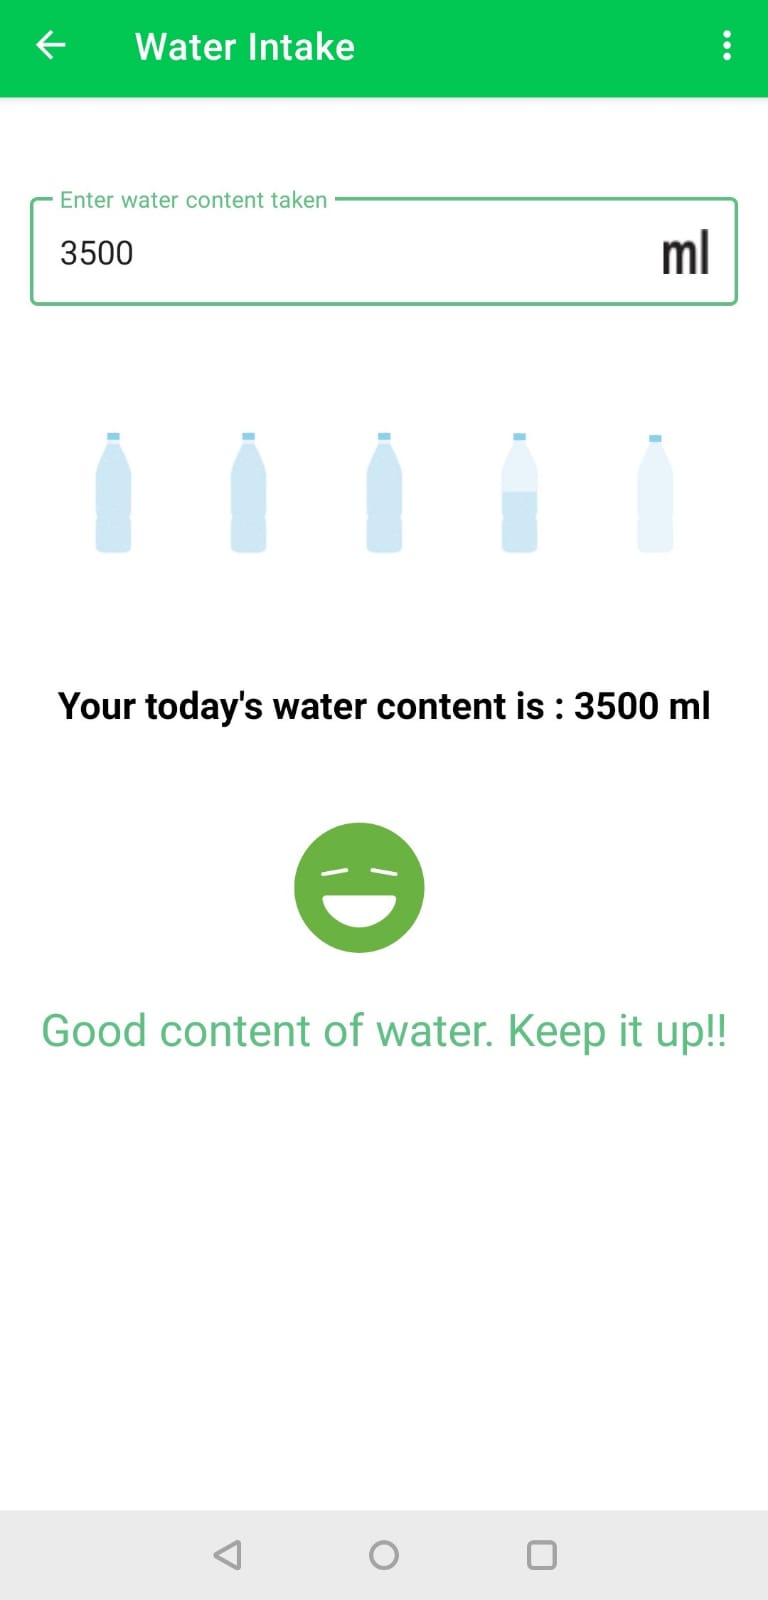 Water Intake
Enter water content taken
3500 ml
Your today's water content is : 3500 ml
Good content of water. Keep it up!!